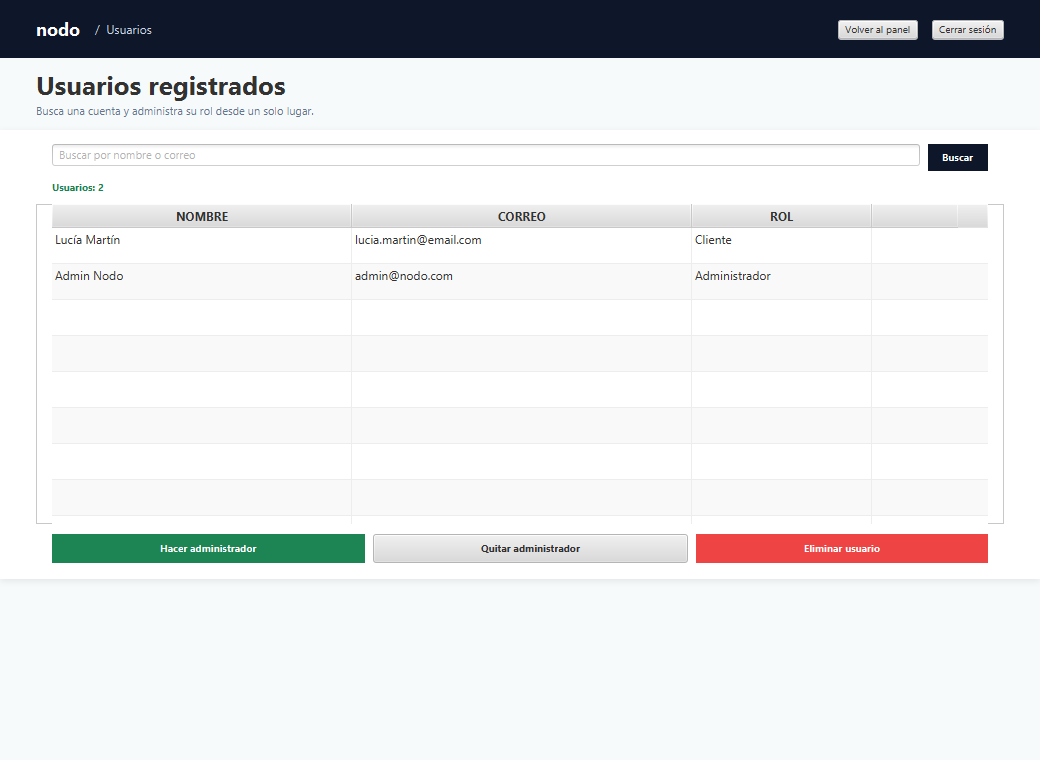 nodo / Usuarios Volver al panel Cerrar sesión
Usuarios registrados
Busca una cuenta y administra su rol desde un solo lugar.
Buscar por nombre o correo Buscar
Usuarios: 2
NOMBRE CORREO ROL
Lucía Martín lucia.martin@email.com Cliente
Admin Nodo admin@nodo.com Administrador
Hacer administrador Quitar administrador Eliminar usuario